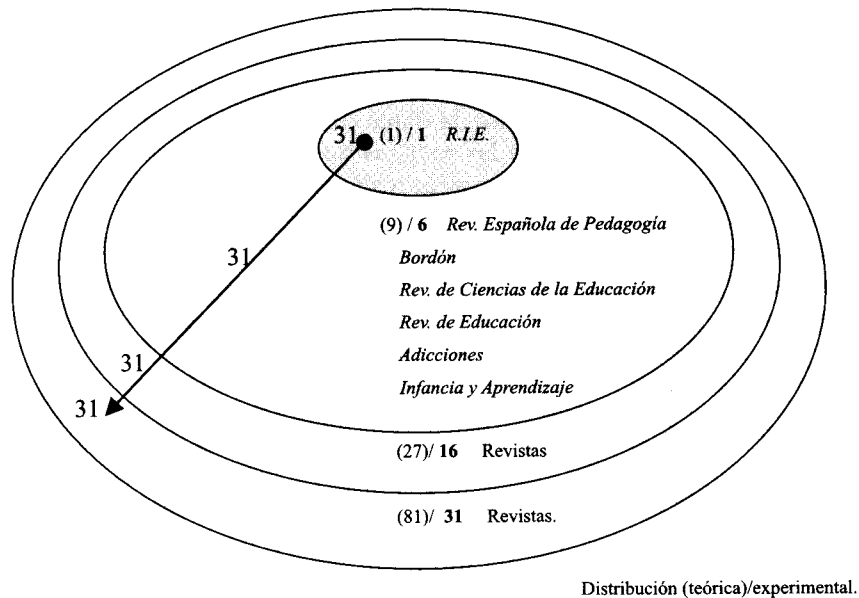 31 (1) / 1 R.I.E.
(9) / 6 Rev. Española de Pedagogía
Bordón
31
Rev. de Ciencias de la Educación
Rev. de Educación
Adicciones
31
Infancia y Aprendizaje
31
(27)/ 16 Revistas
(81)/ 31 Revistas.
Distribución (teórica)/experimental.